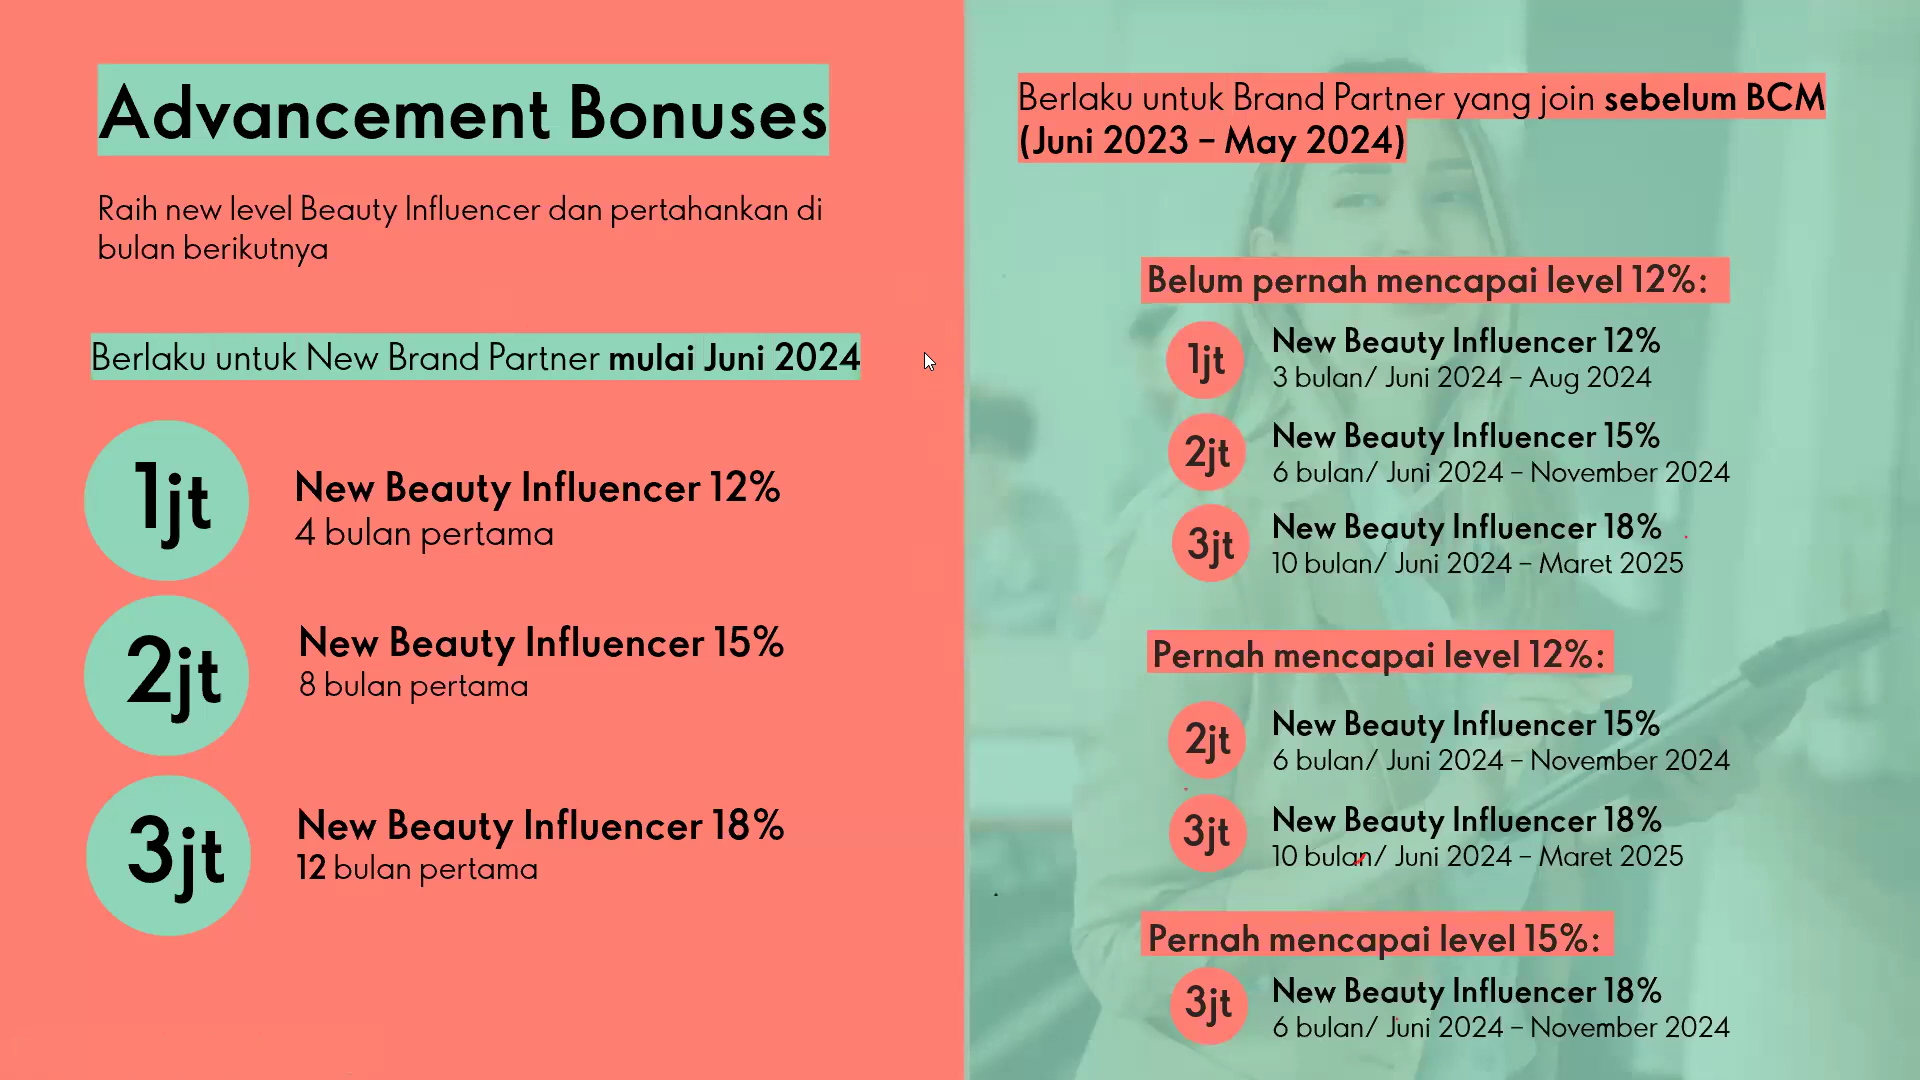 Advancement Bonuses
Raih new level Beauty Influencer dan pertahankan di
bulan berikutnya
Berlaku untuk New Brand Partner mulai Juni 2024
1jt
New Beauty Influencer 12%
4 bulan pertama
2jt
New Beauty Influencer 15%
8 bulan pertama
3jt
New Beauty Influencer 18%
12 bulan pertama
Berlaku untuk Brand Partner yang join sebelum BCM
(Juni 2023 – May 2024)
Belum pernah mencapai level 12%:
1jt
New Beauty Influencer 12%
3 bulan/ Juni 2024 – Aug 2024
2jt
New Beauty Influencer 15%
6 bulan/ Juni 2024 – November 2024
3jt
New Beauty Influencer 18%
10 bulan/ Juni 2024 – Maret 2025
Pernah mencapai level 12%:
2jt
New Beauty Influencer 15%
6 bulan/ Juni 2024 – November 2024
3jt
New Beauty Influencer 18%
10 bulan/ Juni 2024 – Maret 2025
Pernah mencapai level 15%:
3jt
New Beauty Influencer 18%
6 bulan/ Juni 2024 – November 2024